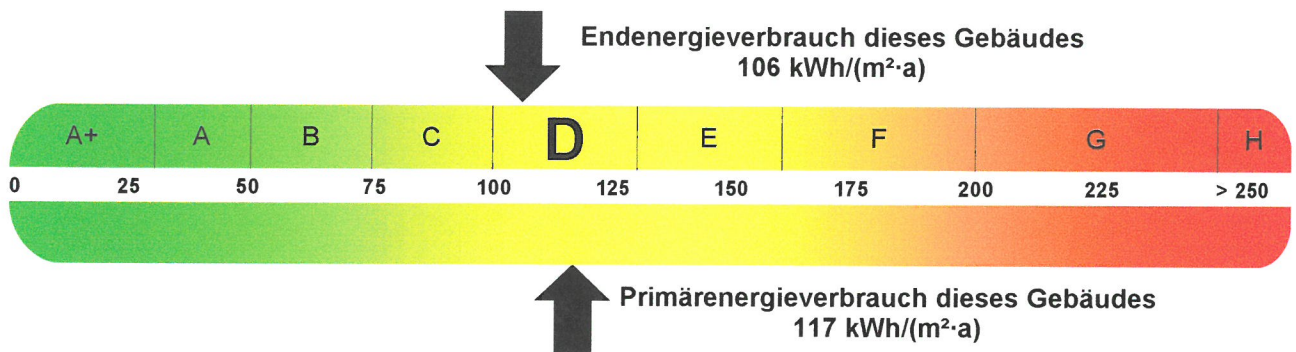 Endenergieverbrauch dieses Gebäudes
106 kWh/(m²·a)
A+ A B C D E F G H
0 25 50 75 100 125 150 175 200 225 > 250
Primärenergieverbrauch dieses Gebäudes
117 kWh/(m²·a)